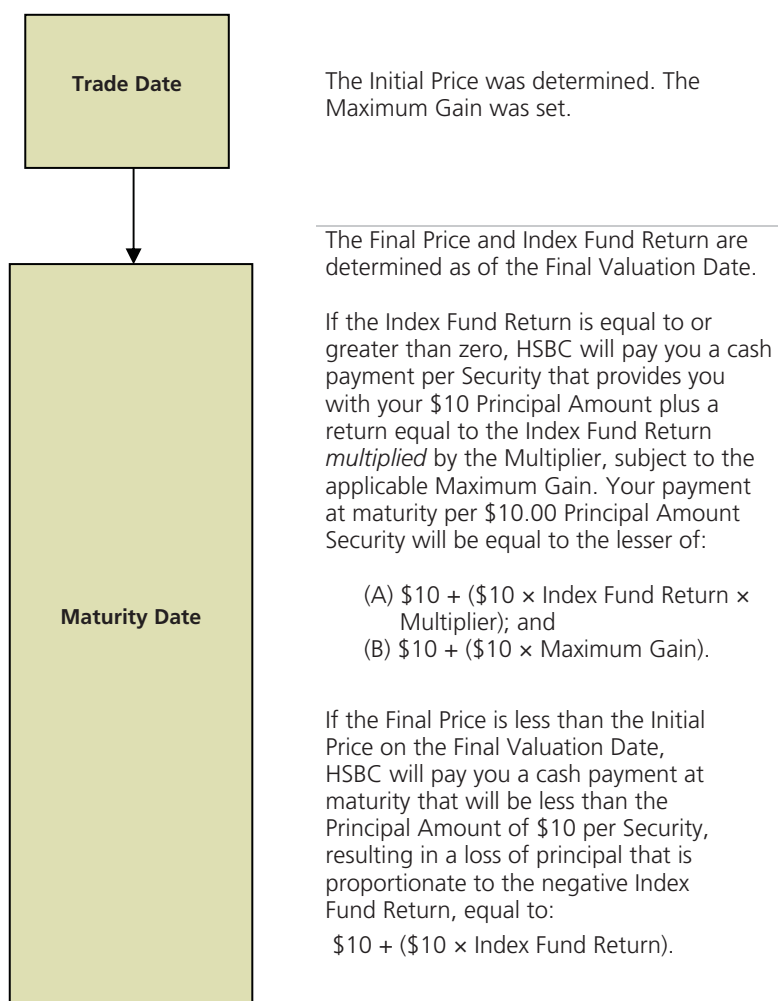 Trade Date
The Initial Price was determined. The
Maximum Gain was set.
Maturity Date
The Final Price and Index Fund Return are
determined as of the Final Valuation Date.
If the Index Fund Return is equal to or
greater than zero, HSBC will pay you a cash
payment per Security that provides you
with your $10 Principal Amount plus a
return equal to the Index Fund Return
multiplied by the Multiplier, subject to the
applicable Maximum Gain. Your payment
at maturity per $10.00 Principal Amount
Security will be equal to the lesser of:
(A) $10 + ($10 × Index Fund Return ×
Multiplier); and
(B) $10 + ($10 × Maximum Gain).
If the Final Price is less than the Initial
Price on the Final Valuation Date,
HSBC will pay you a cash payment at
maturity that will be less than the
Principal Amount of $10 per Security,
resulting in a loss of principal that is
proportionate to the negative Index
Fund Return, equal to:
$10 + ($10 × Index Fund Return).